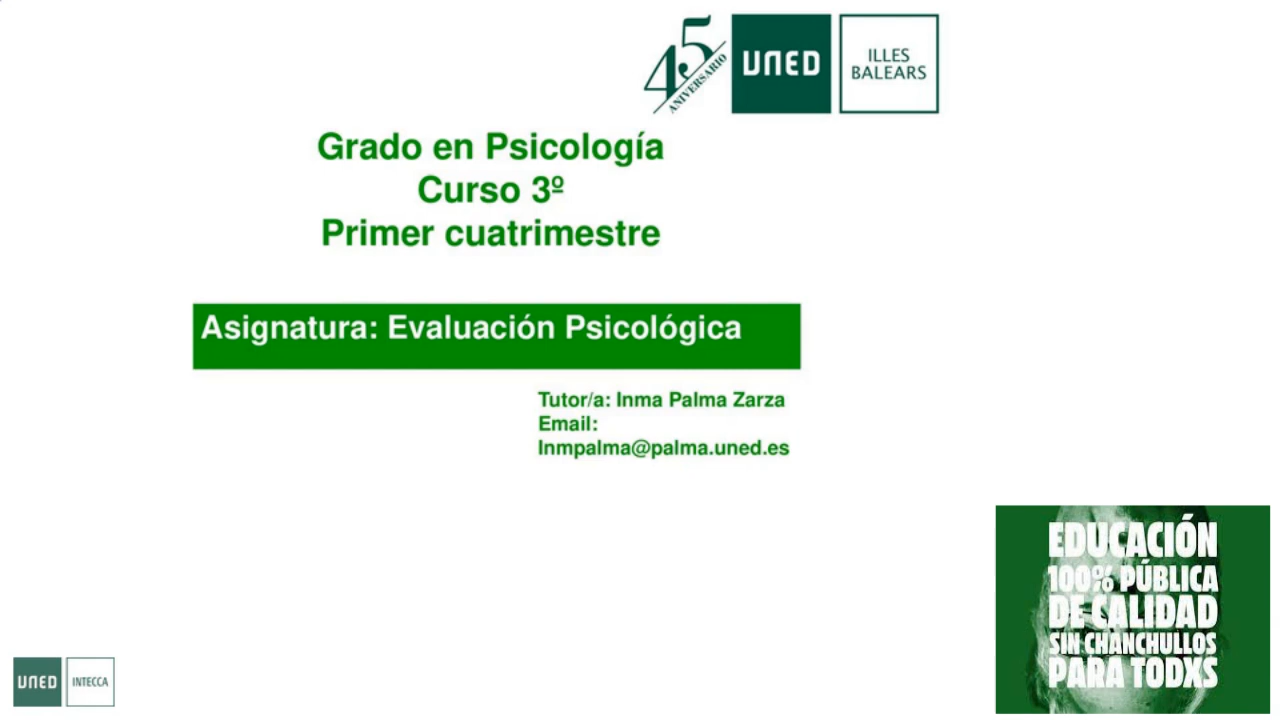 45
ANIVERSARIO
UNED
ILLES
BALEARS
Grado en Psicología
Curso 3º
Primer cuatrimestre
Asignatura: Evaluación Psicológica
Tutor/a: Inma Palma Zarza
Email:
Inmpalma@palma.uned.es
EDUCACIÓN
100% PÚBLICA
DE CALIDAD
SIN CHANCHULLOS
PARA TODXS
UNED
INTECCA